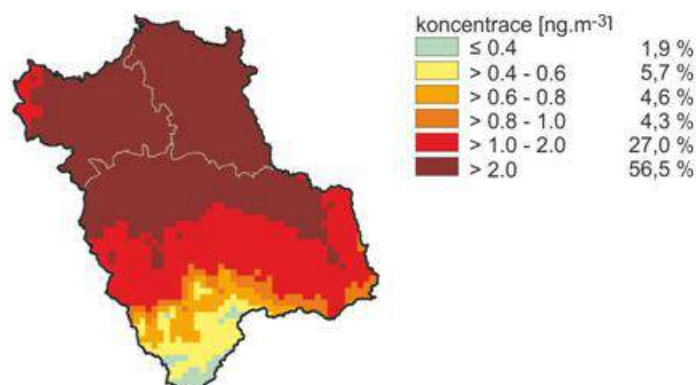 koncentrace [ng.m-3]
≤ 0.4 1,9 %
> 0.4 - 0.6 5,7 %
> 0.6 - 0.8 4,6 %
> 0.8 - 1.0 4,3 %
> 1.0 - 2.0 27,0 %
> 2.0 56,5 %